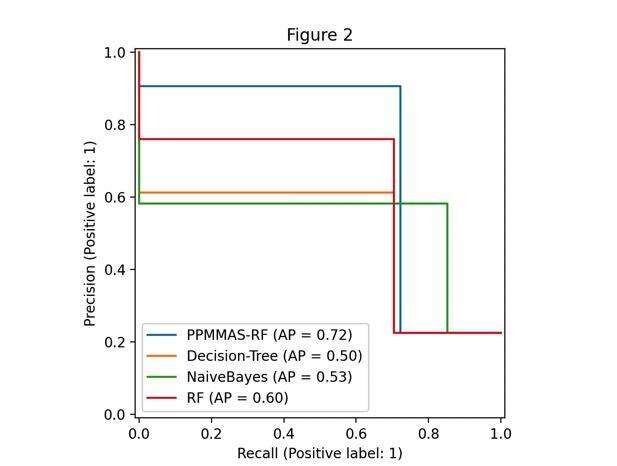 Figure 2
1.0
0.8
0.6
0.4
0.2
0.0
Precision (Positive label: 1)
PPMMAS-RF (AP = 0.72)
Decision-Tree (AP = 0.50)
NaiveBayes (AP = 0.53)
RF (AP = 0.60)
0.0 0.2 0.4 0.6 0.8 1.0
Recall (Positive label: 1)